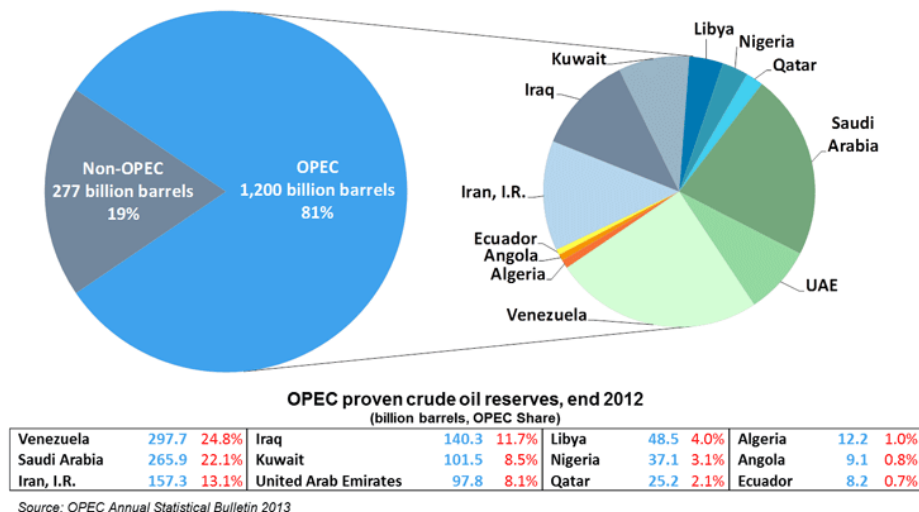 Non-OPEC
277 billion barrels
19%
OPEC
1,200 billion barrels
81%
Libya
Nigeria
Qatar
Saudi
Arabia
UAE
Venezuela
Algeria
Angola
Ecuador
Iran, I.R.
Iraq
Kuwait
OPEC proven crude oil reserves, end 2012
(billion barrels, OPEC Share)
Venezuela 297.7 24.8% Iraq 140.3 11.7% Libya 48.5 4.0% Algeria 12.2 1.0%
Saudi Arabia 265.9 22.1% Kuwait 101.5 8.5% Nigeria 37.1 3.1% Angola 9.1 0.8%
Iran, I.R. 157.3 13.1% United Arab Emirates 97.8 8.1% Qatar 25.2 2.1% Ecuador 8.2 0.7%
Source: OPEC Annual Statistical Bulletin 2013